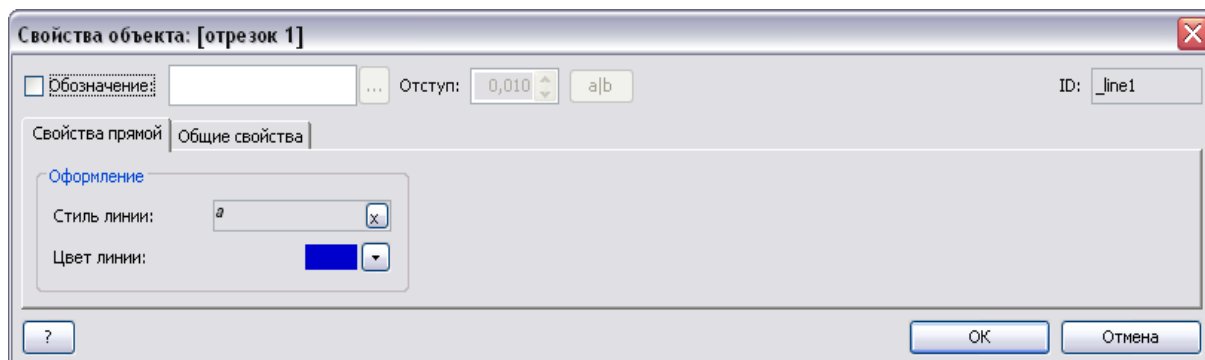 Свойства объекта: [отрезок 1]
Обозначение: ... Отступ: 0,010 a|b ID: _line1
Свойства прямой Общие свойства
Оформление
Стиль линии: a x
Цвет линии:
? OK Отмена